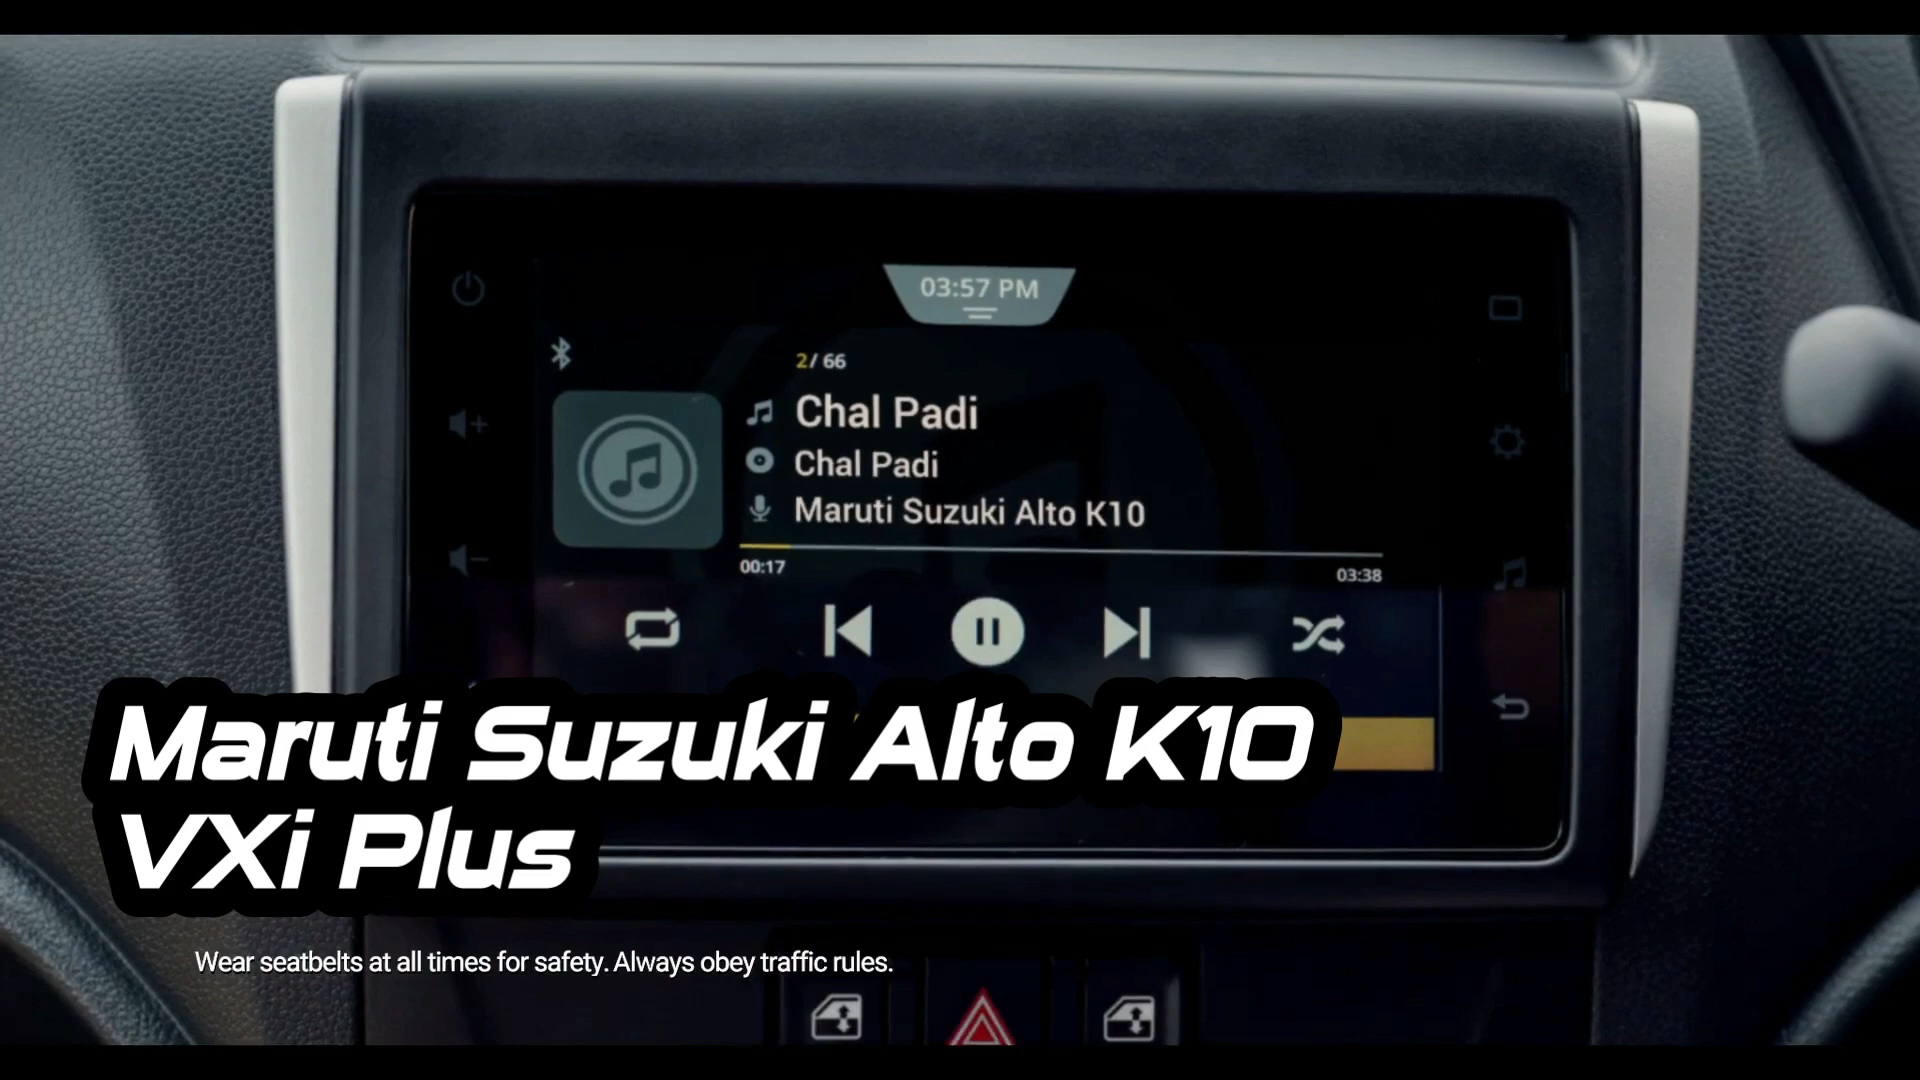 03:57 PM
2/ 66
Chal Padi
Chal Padi
Maruti Suzuki Alto K10
00:17
03:38
Maruti Suzuki Alto K10
VXi Plus
Wear seatbelts at all times for safety. Always obey traffic rules.